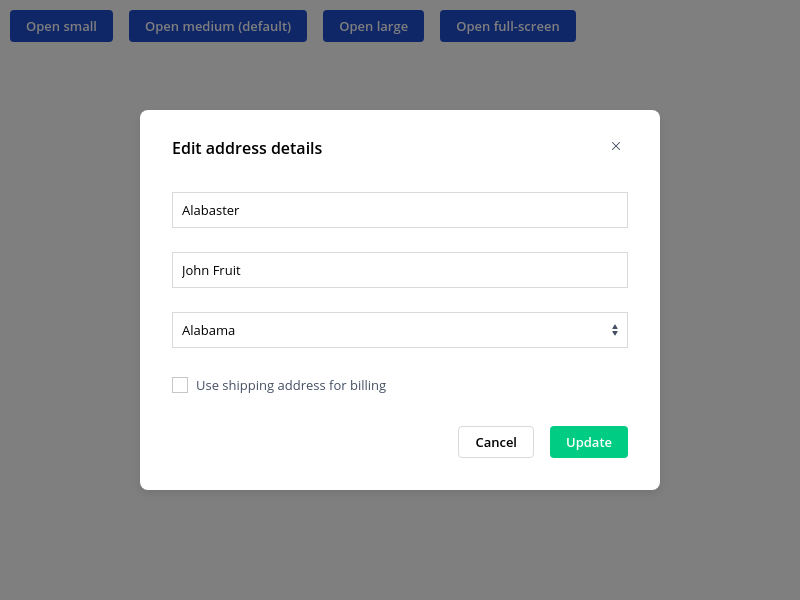 Open small
Open medium (default)
Open large
Open full-screen
Edit address details
Alabaster
John Fruit
Alabama
Use shipping address for billing
Cancel
Update